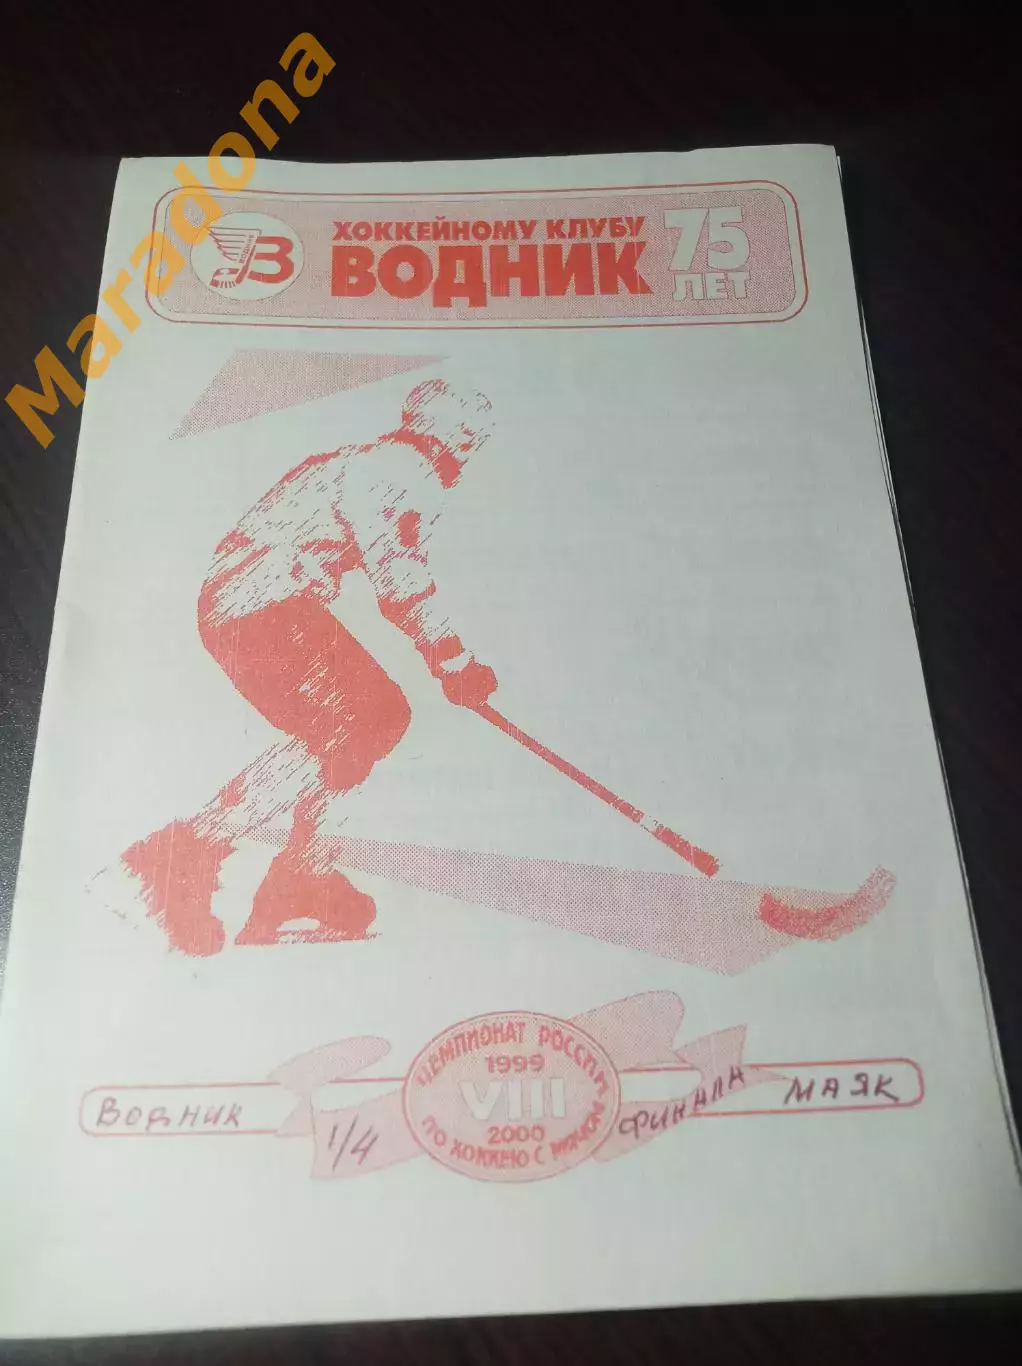 Maradona
ВОДНИК
В
ХОККЕЙНОМУ КЛУБУ
ВОДНИК
75
ЛЕТ
ЧЕМПИОНАТ РОССИИ
1999
VIII
2000
ПО ХОККЕЮ С МЯЧОМ
ВОДНИК
1/4
ФИНАЛА
МАЯК